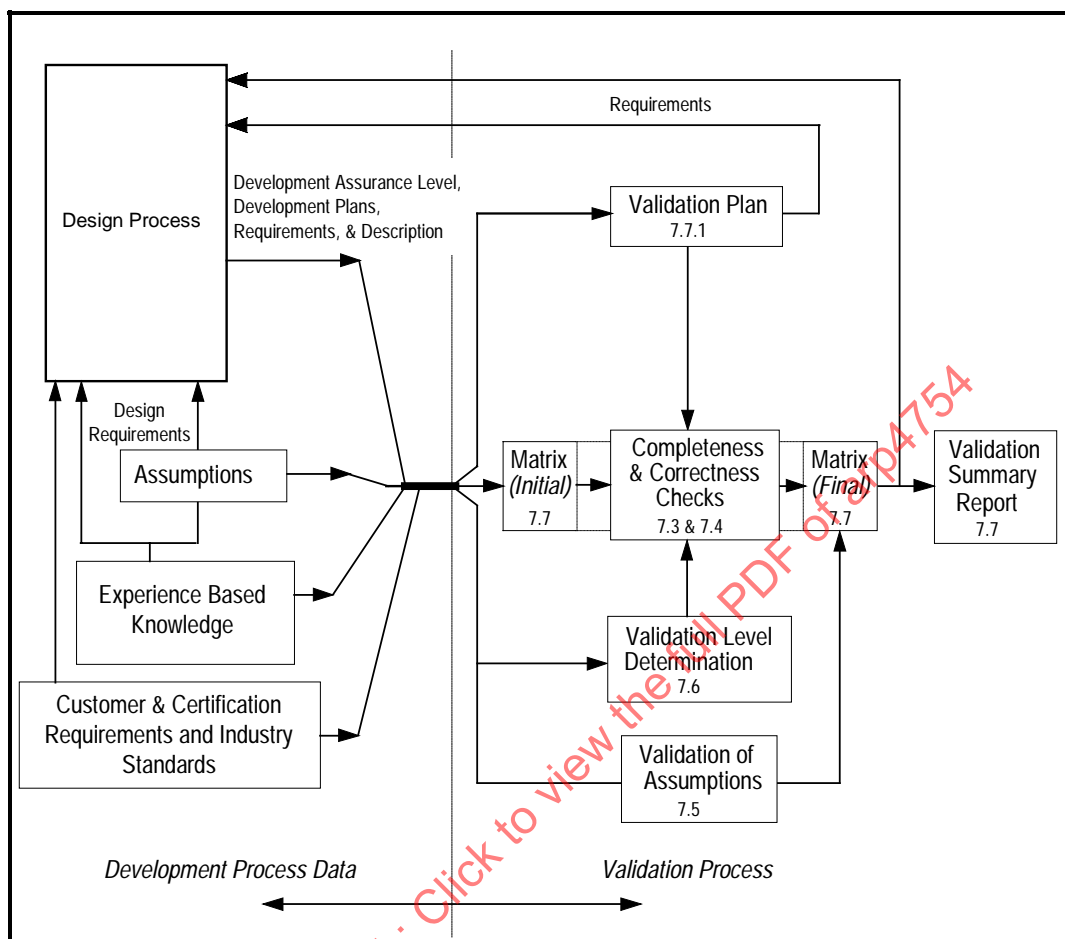 Requirements
Design Process
Development Assurance Level,
Development Plans,
Requirements, & Description
Validation Plan
7.7.1
Design
Requirements
Assumptions
Matrix
(Initial)
7.7
Completeness
& Correctness
Checks
7.3 & 7.4
Matrix
(Final)
7.7
Validation
Summary
Report
7.7
Experience Based
Knowledge
Validation Level
Determination
7.6
Customer & Certification
Requirements and Industry
Standards
Validation of
Assumptions
7.5
Development Process Data
Validation Process
: Click to view the full PDF of arp4754